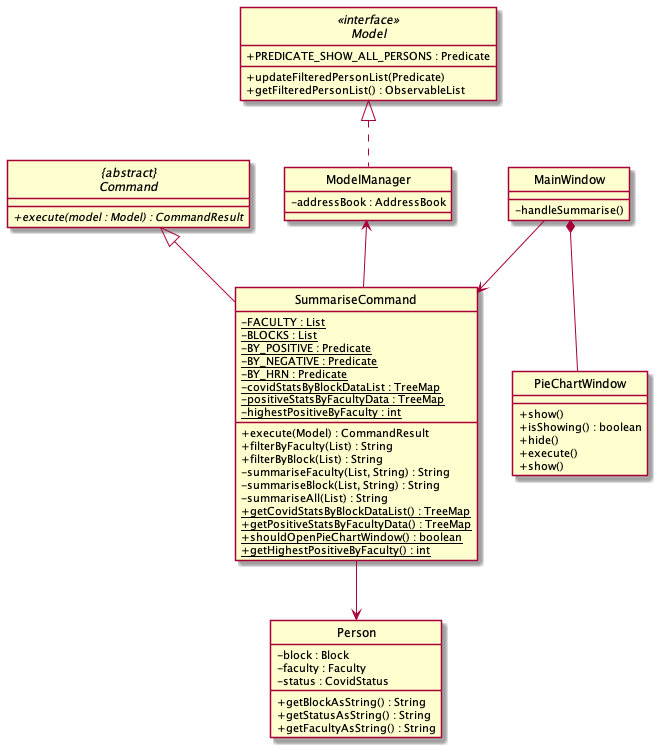 «interface»
Model
+PREDICATE_SHOW_ALL_PERSONS : Predicate
+updateFilteredPersonList(Predicate)
+getFilteredPersonList() : ObservableList
{abstract}
Command
+execute(model : Model) : CommandResult
ModelManager
-addressBook : AddressBook
MainWindow
-handleSummarise()
SummariseCommand
-FACULTY : List
-BLOCKS : List
-BY_POSITIVE : Predicate
-BY_NEGATIVE : Predicate
-BY_HRN : Predicate
-covidStatsByBlockDataList : TreeMap
-positiveStatsByFacultyData : TreeMap
-highestPositiveByFaculty : int
+execute(Model) : CommandResult
+filterByFaculty(List) : String
+filterByBlock(List) : String
-summariseFaculty(List, String) : String
-summariseBlock(List, String) : String
-summariseAll(List) : String
+getCovidStatsByBlockDataList() : TreeMap
+getPositiveStatsByFacultyData() : TreeMap
+shouldOpenPieChartWindow() : boolean
+getHighestPositiveByFaculty() : int
PieChartWindow
+show()
+isShowing() : boolean
+hide()
+execute()
+show()
Person
-block : Block
-faculty : Faculty
-status : CovidStatus
+getBlockAsString() : String
+getStatusAsString() : String
+getFacultyAsString() : String